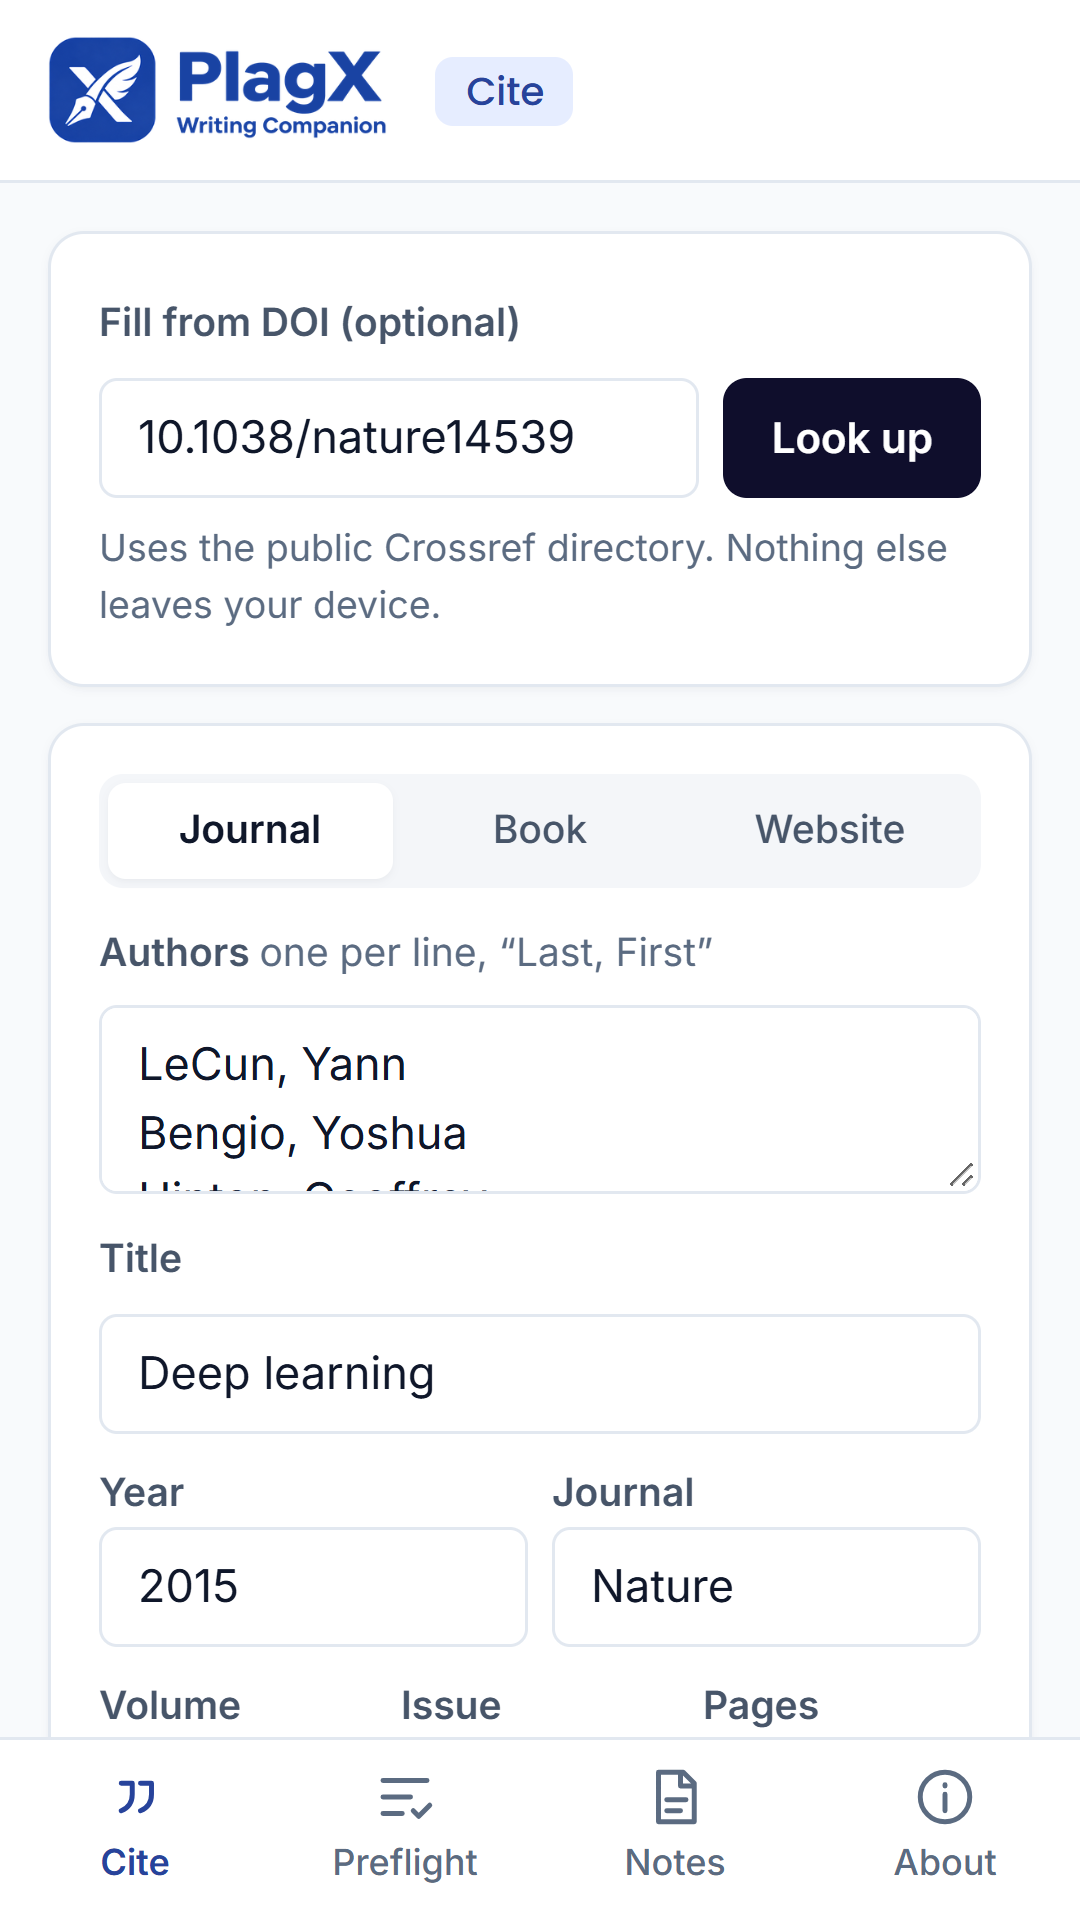 PlagX
Writing Companion
Cite
Fill from DOI (optional)
10.1038/nature14539
Look up
Uses the public Crossref directory. Nothing else
leaves your device.
Journal
Book
Website
Authors one per line, “Last, First”
LeCun, Yann
Bengio, Yoshua
Title
Deep learning
Year
Journal
2015
Nature
Volume
Issue
Pages
Cite
Preflight
Notes
About